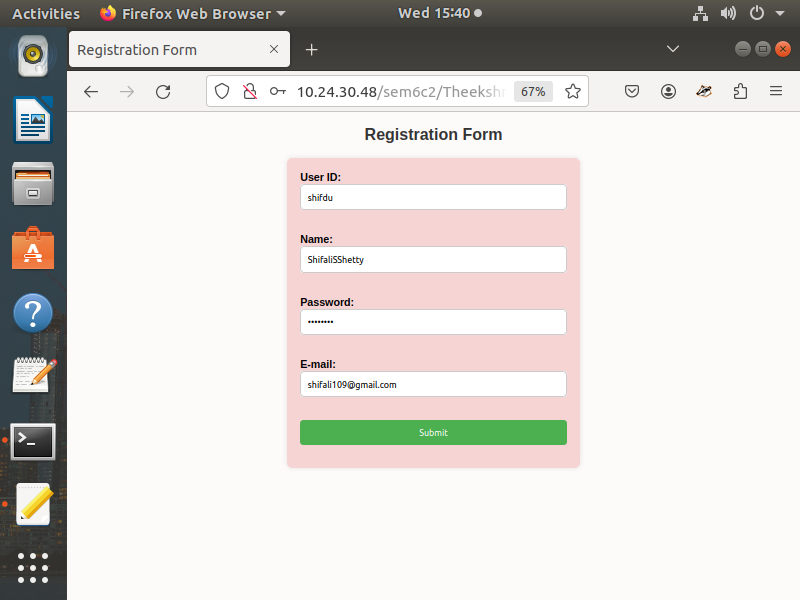 Activities Firefox Web Browser Wed 15:40
Registration Form
10.24.30.48/sem6c2/Theeksh 67%
Registration Form
User ID:
shifdu
Name:
ShifaliSShetty
Password:
••••••••
E-mail:
shifali109@gmail.com
Submit